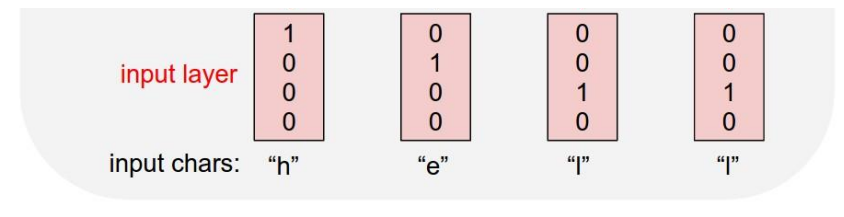 1 0 0 0
0 1 0 0
input layer
0 0 1 1
0 0 0 0
input chars: “h” “e” “l” “l”